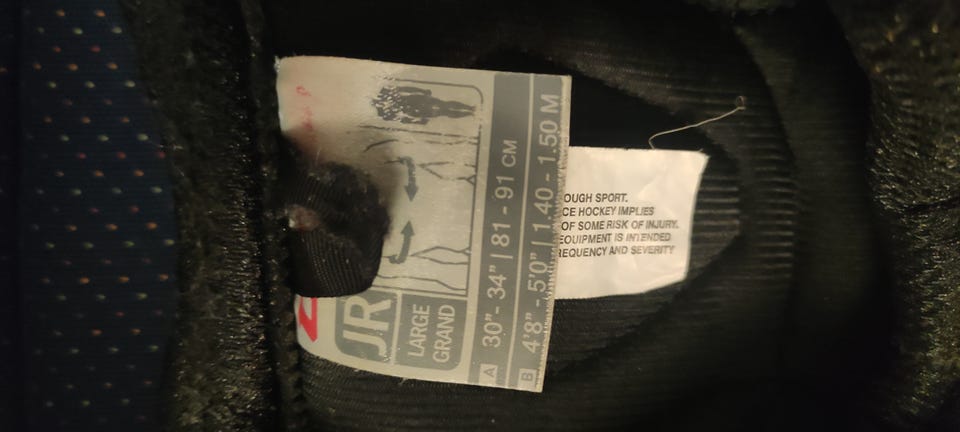 JR
LARGE
GRAND
A 30"- 34" | 81 - 91 CM
B 4'8" - 5'0" | 1.40 - 1.50 M
OUGH SPORT.
CE HOCKEY IMPLIES
OF SOME RISK OF INJURY.
EQUIPMENT IS INTENDED
REQUENCY AND SEVERITY